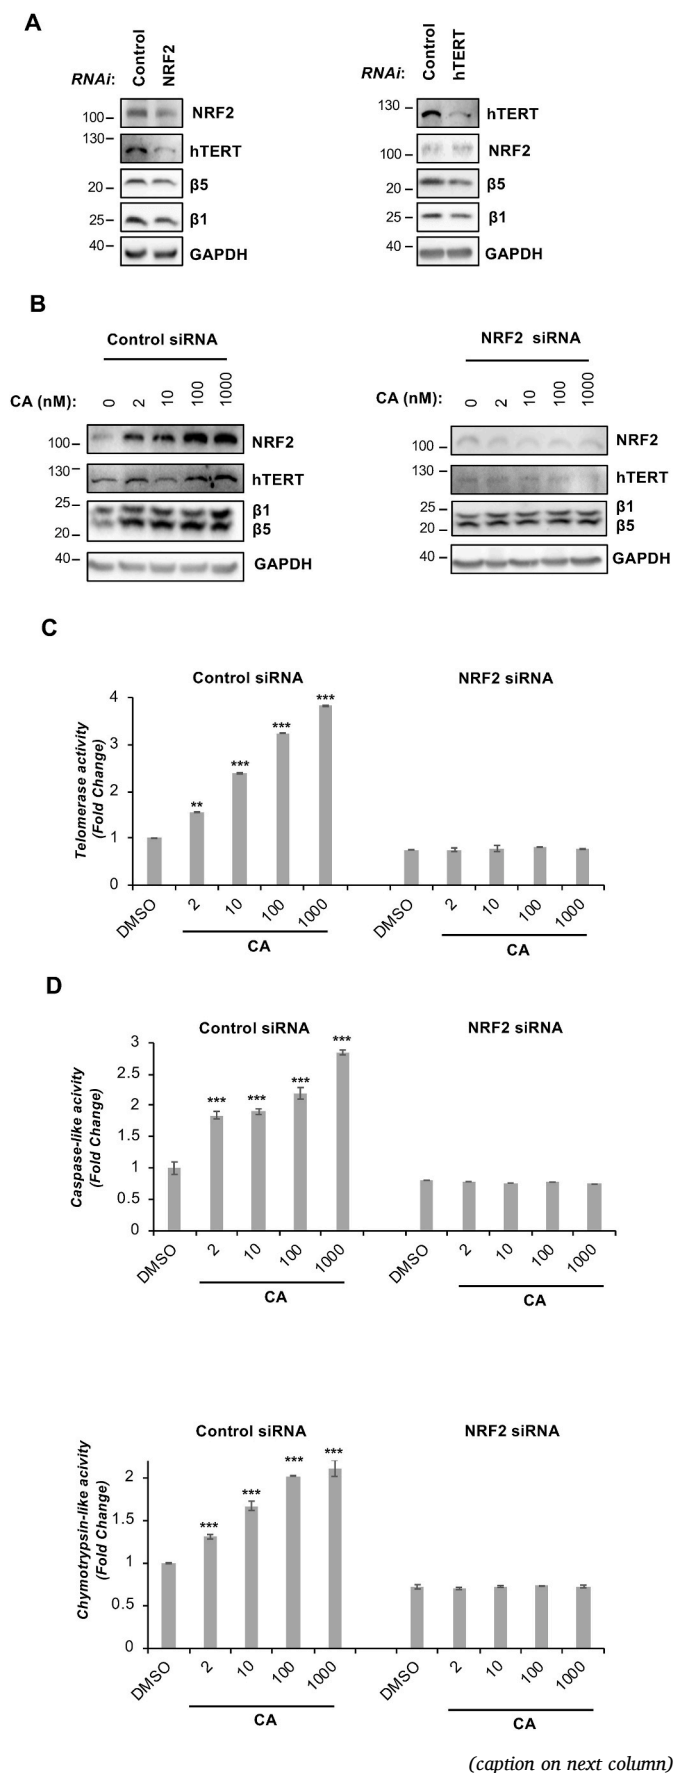 A
RNAi: Control NRF2
100 NRF2
130 hTERT
20 β5
25 β1
40 GAPDH
RNAi: Control hTERT
130 hTERT
100 NRF2
20 β5
25 β1
40 GAPDH
B
Control siRNA
CA (nM): 0 2 10 100 1000
100 NRF2
130 hTERT
25 β1
20 β5
40 GAPDH
NRF2 siRNA
CA (nM): 0 2 10 100 1000
100 NRF2
130 hTERT
25 β1
20 β5
40 GAPDH
C
Control siRNA NRF2 siRNA
Telomerase activity
(Fold Change)
4
3
2
1
0
** *** *** ***
DMSO 2 10 100 1000 DMSO 2 10 100 1000
CA CA
D
Control siRNA NRF2 siRNA
Caspase-like acivity
(Fold Change)
3
2.5
2
1.5
1
0.5
0
*** *** *** ***
DMSO 2 10 100 1000 DMSO 2 10 100 1000
CA CA
Control siRNA NRF2 siRNA
Chymotrypsin-like acivity
(Fold Change)
2
1.5
1
0.5
0
*** *** *** ***
DMSO 2 10 100 1000 DMSO 2 10 100 1000
CA CA
(caption on next column)